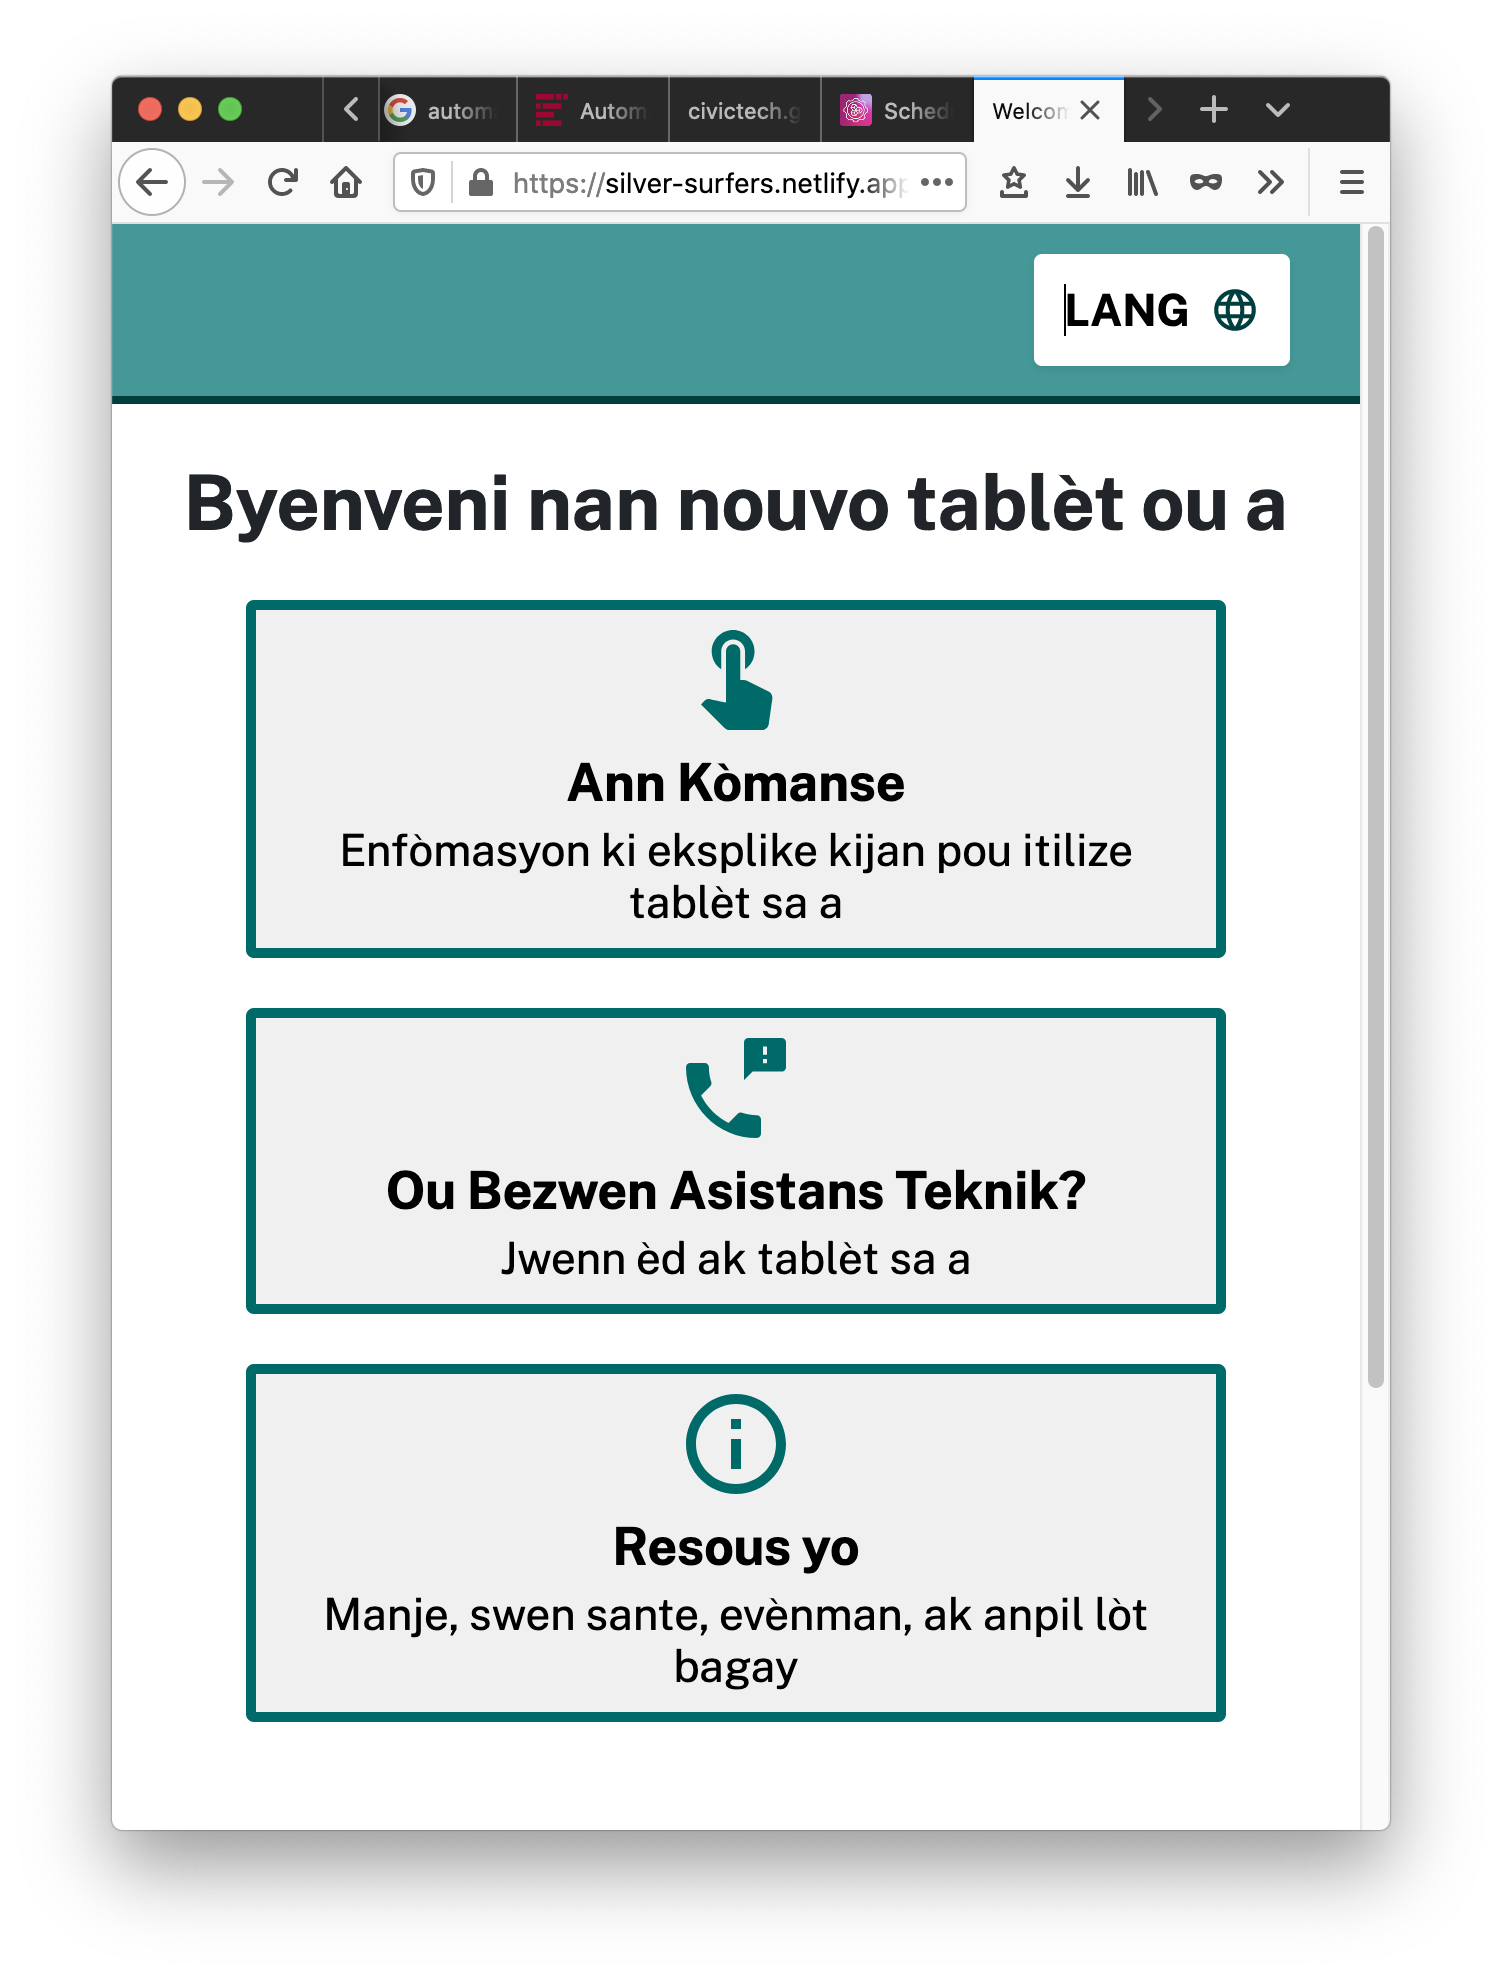 autom
Autom
civictech.g
Sched
Welcom
https://silver-surfers.netlify.app
LANG
Byenveni nan nouvo tablèt ou a
Ann Kòmanse
Enfòmasyon ki eksplike kijan pou itilize
tablèt sa a
Ou Bezwen Asistans Teknik?
Jwenn èd ak tablèt sa a
Resous yo
Manje, swen sante, evènman, ak anpil lòt
bagay